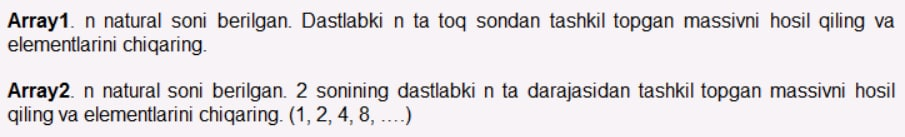 Array1. n natural soni berilgan. Dastlabki n ta toq sondan tashkil topgan massivni hosil qiling va
elementlarini chiqaring.
Array2. n natural soni berilgan. 2 sonining dastlabki n ta darajasidan tashkil topgan massivni hosil
qiling va elementlarini chiqaring. (1, 2, 4, 8, ....)